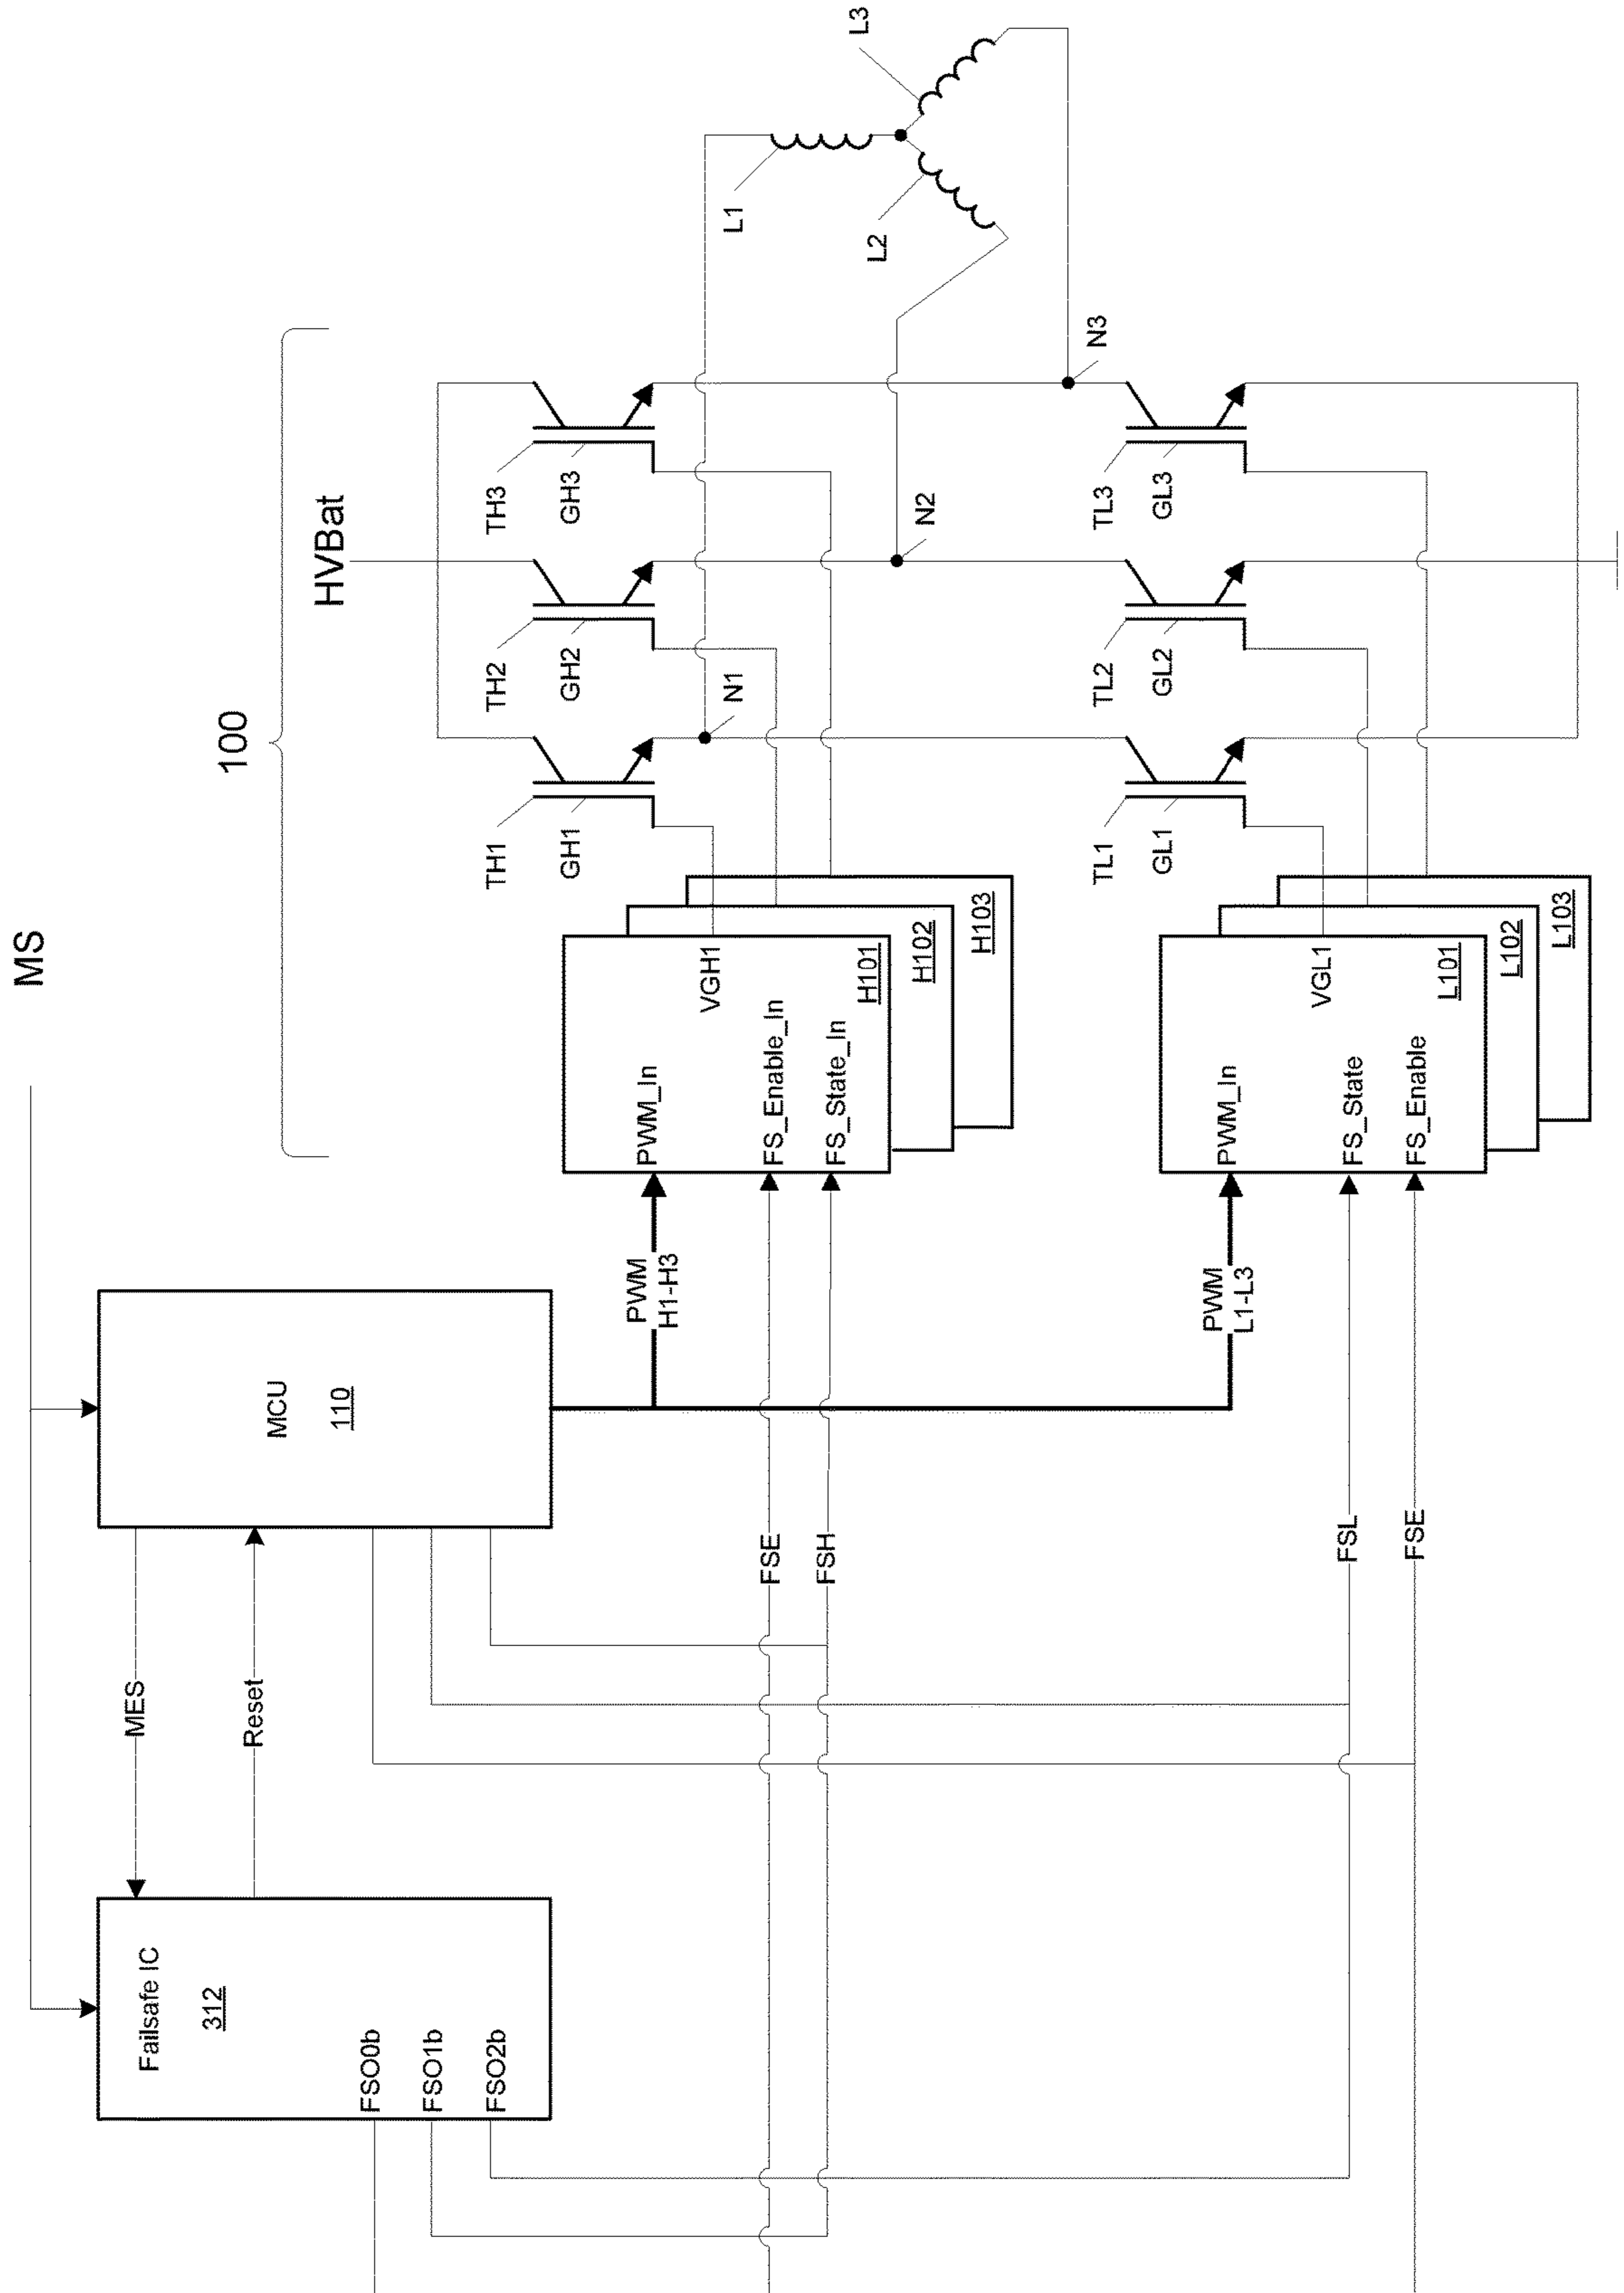 MS
Failsafe IC
312
FSO0b
FSO1b
FSO2b
MES
Reset
MCU
110
FSE
FSH
FSL
FSE
PWM
H1-H3
PWM
L1-L3
100
PWM_In
VGH1
FS_Enable_In
FS_State_In
H101
H102
H103
PWM_In
VGL1
FS_State
FS_Enable
L101
L102
L103
HVBat
TH1
GH1
TH2
GH2
TH3
GH3
N1
N2
N3
TL1
GL1
TL2
GL2
TL3
GL3
L1
L2
L3